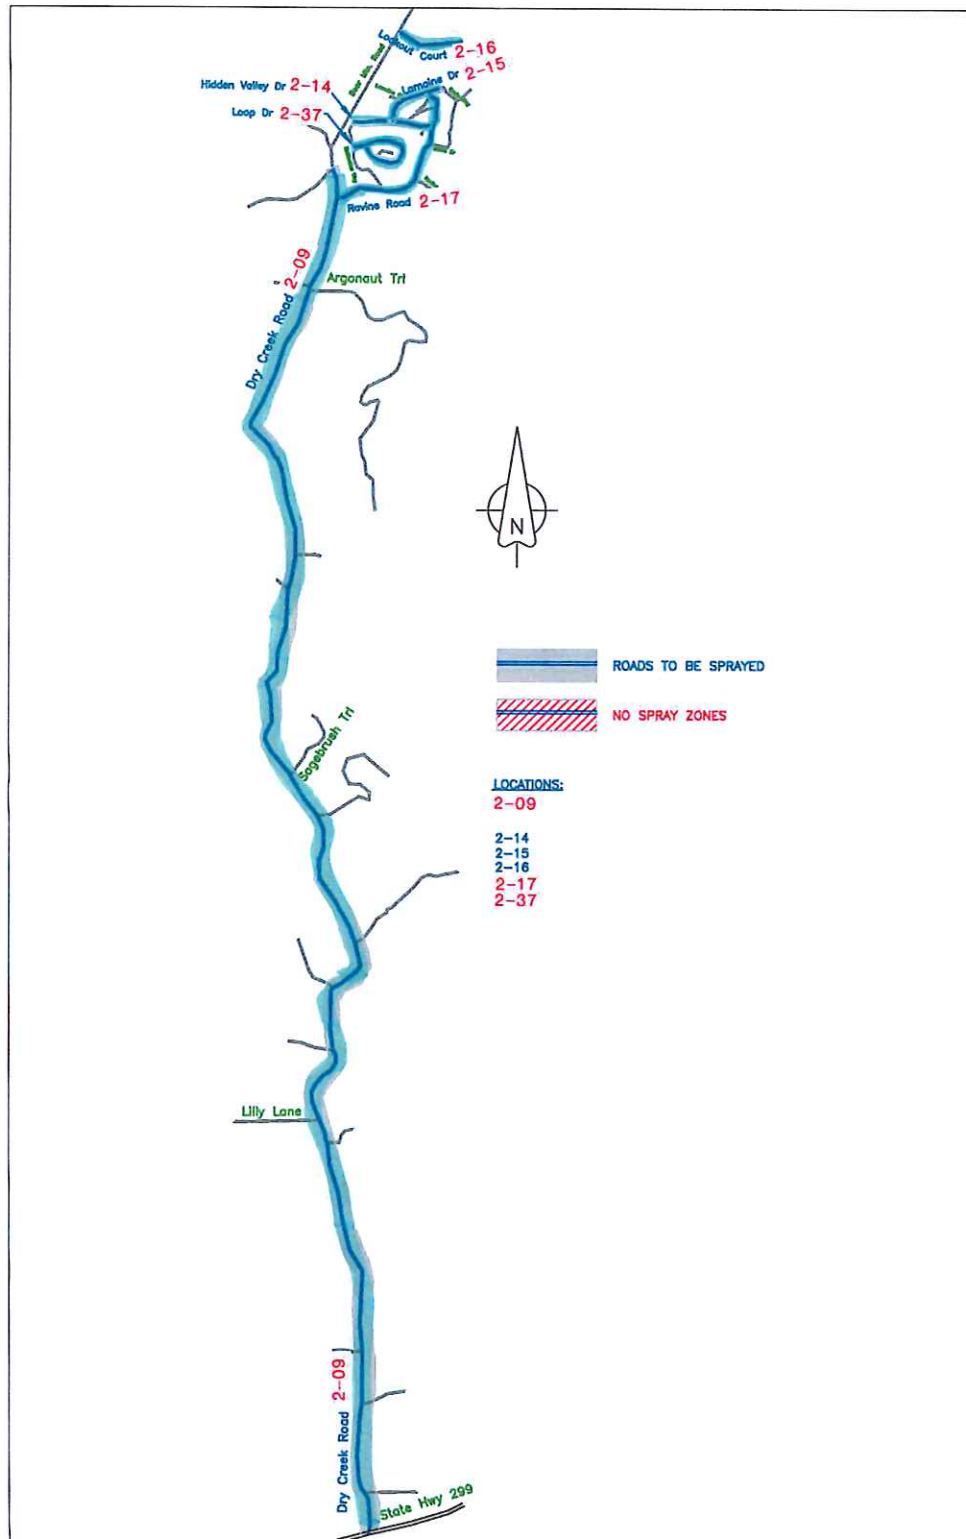 Lookout Court 2-16
Bear Mtn. Road
Lamoine Dr 2-15
Hidden Valley Dr 2-14
Loop Dr 2-37
Ravine Road 2-17
Dry Creek Road 2-09
Argonaut Trl
N
ROADS TO BE SPRAYED
NO SPRAY ZONES
Sagebrush Trl
LOCATIONS:
2-09
2-14
2-15
2-16
2-17
2-37
Lilly Lane
Dry Creek Road 2-09
State Hwy 299